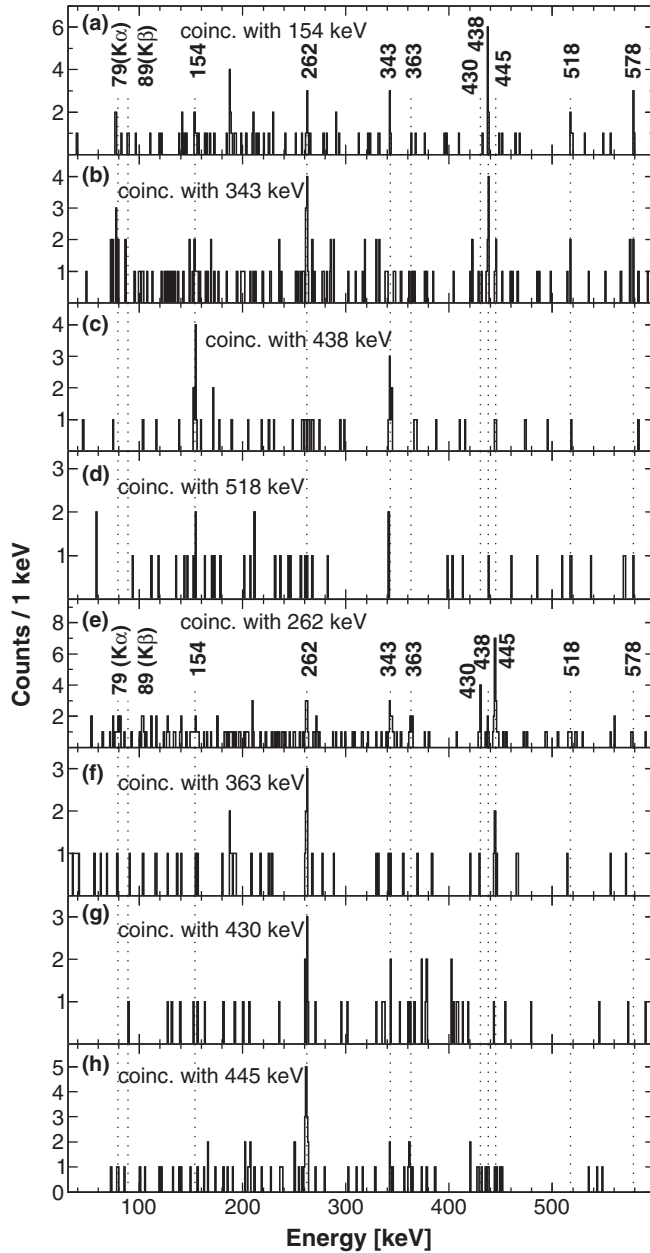 (a) coinc. with 154 keV
79(Kα) 89(Kβ) 154 262 343 363 430 438 445 518 578
6
4
2
(b) coinc. with 343 keV
4
3
2
1
(c) coinc. with 438 keV
4
3
2
1
(d) coinc. with 518 keV
3
2
1
Counts / 1 keV
(e) coinc. with 262 keV
79 (Kα) 89 (Kβ) 154 262 343 363 430 438 445 518 578
8
6
4
2
(f) coinc. with 363 keV
3
2
1
(g) coinc. with 430 keV
3
2
1
(h) coinc. with 445 keV
5
4
3
2
1
0
100 200 300 400 500
Energy [keV]